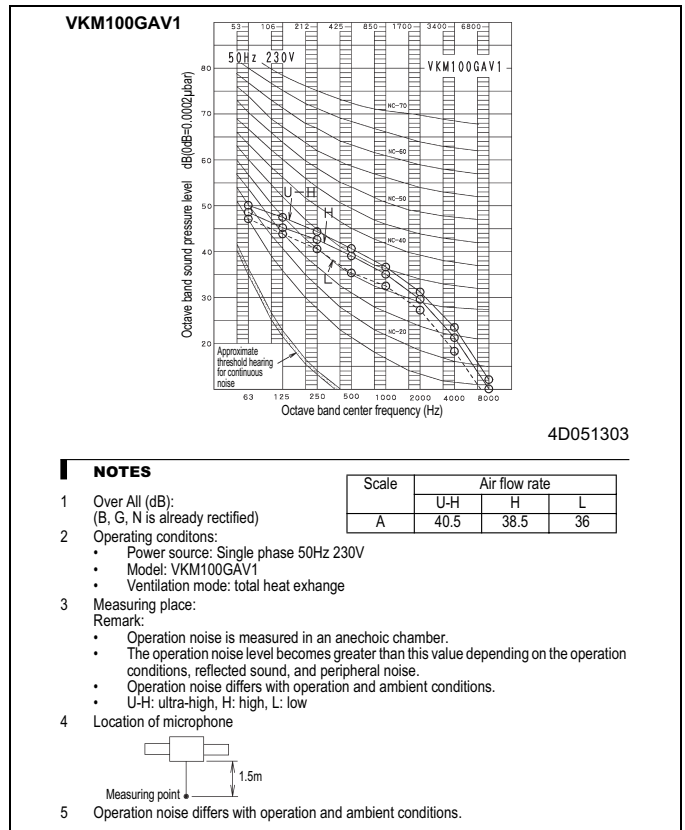 VKM100GAV1
53 106 212 425 850 1700 3400 6800
50Hz 230V
VKM100GAV1
Octave band sound pressure level dB(0dB=0.0002µbar)
80
70
60
50
40
30
20
NC-70
NC-60
NC-50
NC-40
NC-20
U-H
H
L
Approximate
threshold hearing
for continuous
noise
63 125 250 500 1000 2000 4000 8000
Octave band center frequency (Hz)
4D051303
NOTES
1 Over All (dB):
(B, G, N is already rectified)
Scale Air flow rate
U-H H L
A 40.5 38.5 36
2 Operating conditons:
• Power source: Single phase 50Hz 230V
• Model: VKM100GAV1
• Ventilation mode: total heat exhange
3 Measuring place:
Remark:
• Operation noise is measured in an anechoic chamber.
• The operation noise level becomes greater than this value depending on the operation
conditions, reflected sound, and peripheral noise.
• Operation noise differs with operation and ambient conditions.
• U-H: ultra-high, H: high, L: low
4 Location of microphone
1.5m
Measuring point
5 Operation noise differs with operation and ambient conditions.